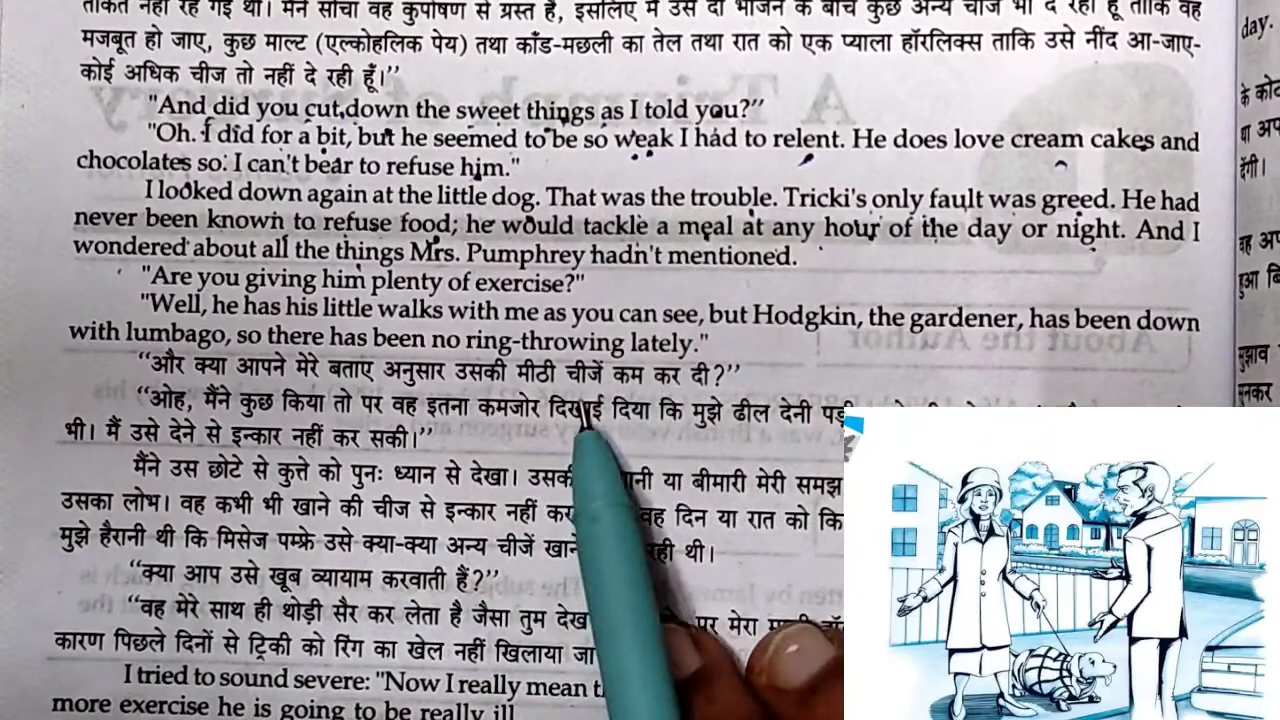 ताकत नहीं रह गई थी। मैंने सोचा वह कुपोषण से ग्रस्त है, इसलिए मैं उसे दो भोजन के बीच कुछ अन्य चीजें भी दे रही हूँ ताकि वह
मजबूत हो जाए, कुछ माल्ट (एल्कोहलिक पेय) तथा काँड-मछली का तेल तथा रात को एक प्याला हॉरलिक्स ताकि उसे नींद आ-जाए-
कोई अधिक चीज तो नहीं दे रही हूँ।”
"And did you cut down the sweet things as I told you?"
"Oh. I did for a bit, but he seemed to be so weak I had to relent. He does love cream cakes and
chocolates so. I can't bear to refuse him."
I looked down again at the little dog. That was the trouble. Tricki's only fault was greed. He had
never been known to refuse food; he would tackle a meal at any hour of the day or night. And I
wondered about all the things Mrs. Pumphrey hadn't mentioned.
"Are you giving him plenty of exercise?"
"Well, he has his little walks with me as you can see, but Hodgkin, the gardener, has been down
with lumbago, so there has been no ring-throwing lately."
“और क्या आपने मेरे बताए अनुसार उसकी मीठी चीजें कम कर दी?”
“ओह, मैंने कुछ किया तो पर वह इतना कमजोर दिखाई दिया कि मुझे ढील देनी पड़ी
भी। मैं उसे देने से इन्कार नहीं कर सकी।”
मैंने उस छोटे से कुत्ते को पुनः ध्यान से देखा। या बीमारी मेरी समझ
उसका लोभ। वह कभी भी खाने की चीज से इन्कार नहीं वह दिन या रात को
मुझे हैरानी थी कि मिसेज पम्फ्रे उसे क्या-क्या अन्य चीजें थी।
“क्या आप उसे खूब व्यायाम करवाती हैं?”
“वह मेरे साथ ही थोड़ी सैर कर लेता है जैसा तुम पर मेरा
कारण पिछले दिनों से ट्रिकी को रिंग का खेल नहीं खिलाया
I tried to sound severe: "Now I really mean
more exercise he is going to be really ill
day.